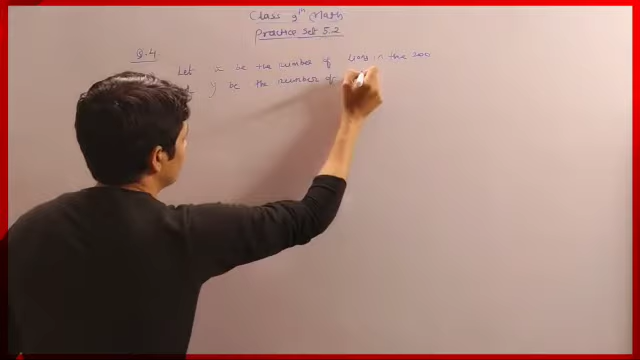 Class 9th Math
Practice Set 5.2
Q.4.
Let x be the number of lions in the zoo
y be the number of